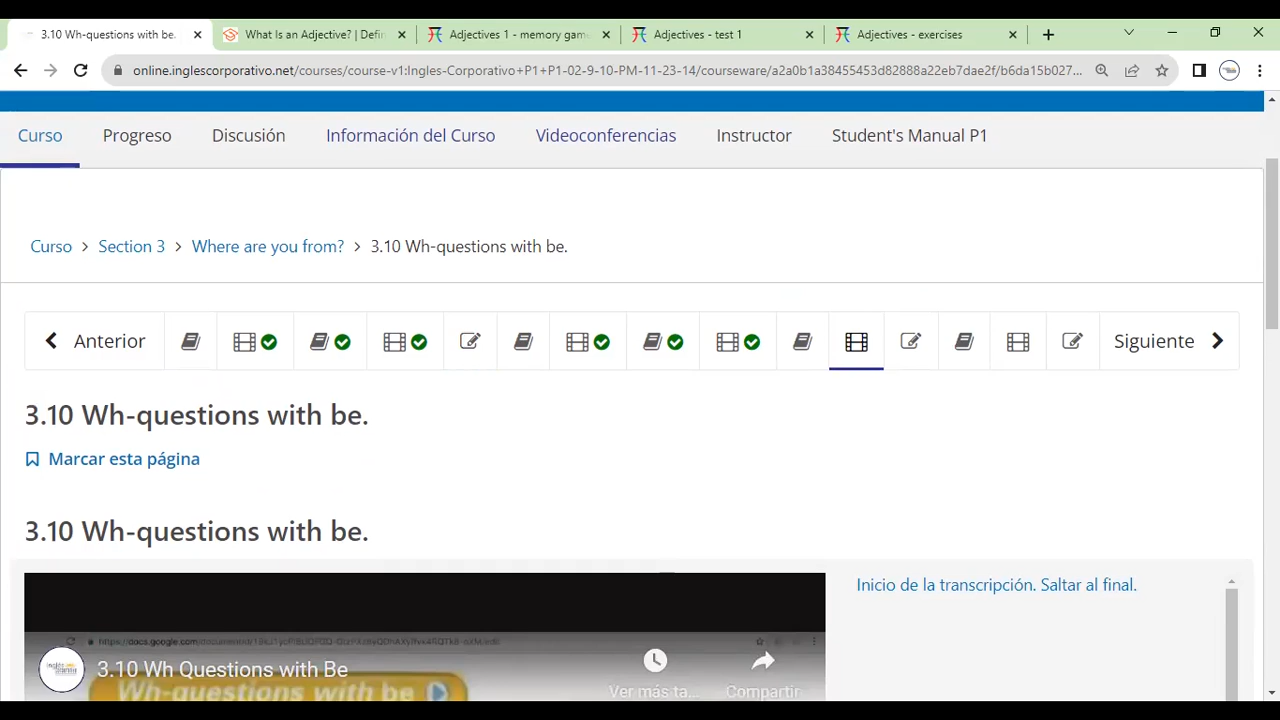 3.10 Wh-questions with be.
What Is an Adjective? | Defin
Adjectives 1 - memory game
Adjectives - test 1
Adjectives - exercises
online.inglescorporativo.net/courses/course-v1:Ingles-Corporativo+P1+P1-02-9-10-PM-11-23-14/courseware/a2a0b1a38455453d82888a22eb7dae2f/b6da15b027...
Curso Progreso Discusión Información del Curso Videoconferencias Instructor Student's Manual P1
Curso > Section 3 > Where are you from? > 3.10 Wh-questions with be.
Anterior
Siguiente
3.10 Wh-questions with be.
Marcar esta página
3.10 Wh-questions with be.
Inicio de la transcripción. Saltar al final.
3.10 Wh Questions with Be
Wh-questions with be
Ver más ta...
Compartir